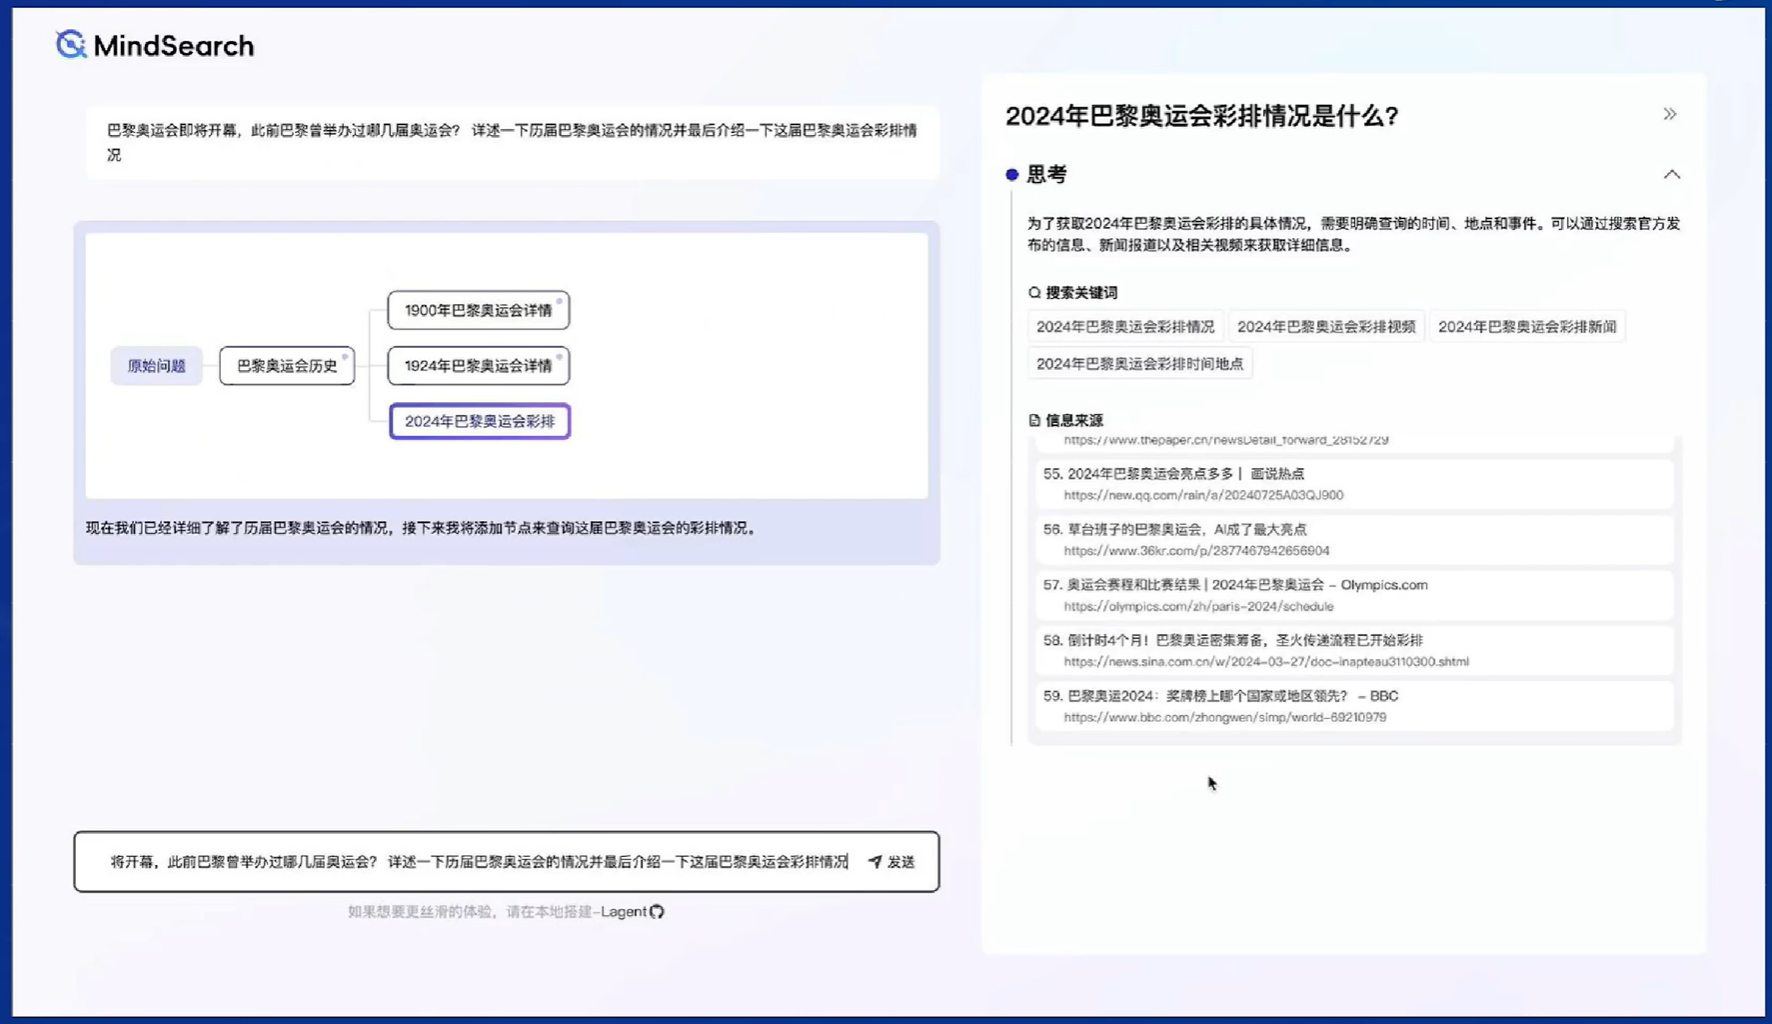 MindSearch
巴黎奥运会即将开幕，此前巴黎曾举办过哪几届奥运会？ 详述一下历届巴黎奥运会的情况并最后介绍一下这届巴黎奥运会彩排情
况
原始问题
巴黎奥运会历史
1900年巴黎奥运会详情
1924年巴黎奥运会详情
2024年巴黎奥运会彩排
现在我们已经详细了解了历届巴黎奥运会的情况，接下来我将添加节点来查询这届巴黎奥运会的彩排情况。
将开幕，此前巴黎曾举办过哪几届奥运会？ 详述一下历届巴黎奥运会的情况并最后介绍一下这届巴黎奥运会彩排情况
发送
如果想要更丝滑的体验，请在本地搭建-Lagent
2024年巴黎奥运会彩排情况是什么?
思考
为了获取2024年巴黎奥运会彩排的具体情况，需要明确查询的时间、地点和事件。可以通过搜索官方发
布的信息、新闻报道以及相关视频来获取详细信息。
搜索关键词
2024年巴黎奥运会彩排情况
2024年巴黎奥运会彩排视频
2024年巴黎奥运会彩排新闻
2024年巴黎奥运会彩排时间地点
信息来源
https://www.thepaper.cn/newsDetail_forward_28152729
55. 2024年巴黎奥运会亮点多多丨 画说热点
https://new.qq.com/rain/a/20240725A03QJ900
56. 草台班子的巴黎奥运会，AI成了最大亮点
https://www.36kr.com/p/2877467942656904
57. 奥运会赛程和比赛结果 | 2024年巴黎奥运会 - Olympics.com
https://olympics.com/zh/paris-2024/schedule
58. 倒计时4个月！巴黎奥运密集筹备，圣火传递流程已开始彩排
https://news.sina.com.cn/w/2024-03-27/doc-inapteau3110300.shtml
59. 巴黎奥运2024：奖牌榜上哪个国家或地区领先？ - BBC
https://www.bbc.com/zhongwen/simp/world-69210979